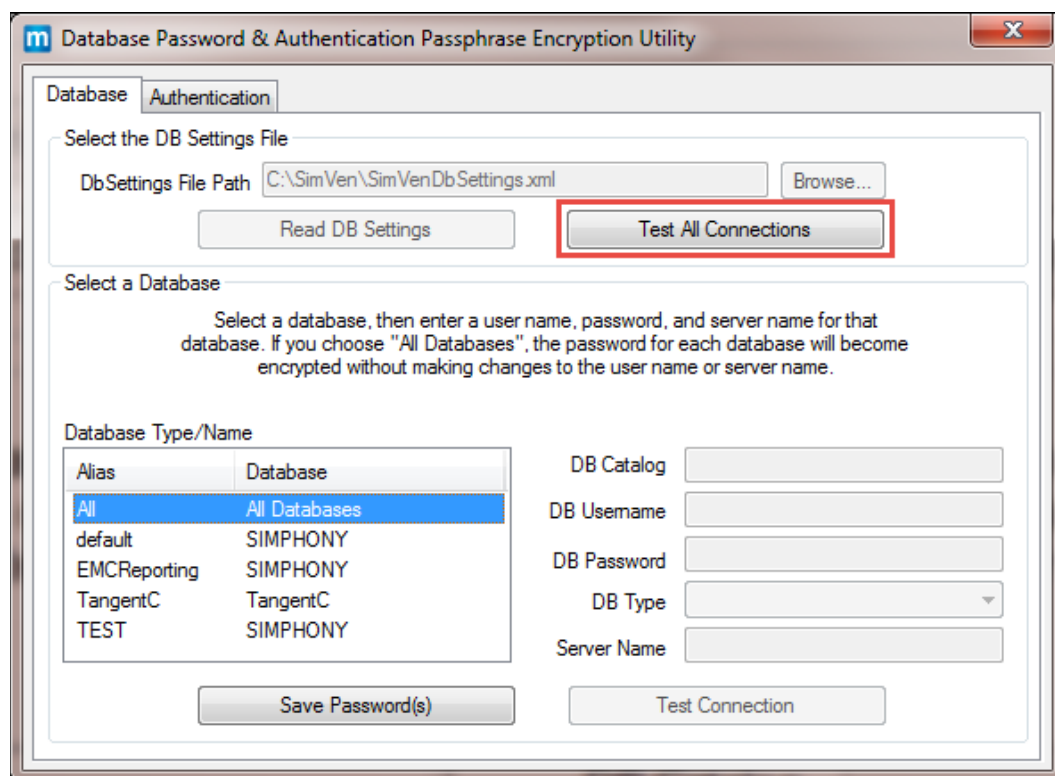 m Database Password & Authentication Passphrase Encryption Utility
x
Database Authentication
Select the DB Settings File
DbSettings File Path C:\SimVen\SimVenDbSettings.xml Browse...
Read DB Settings Test All Connections
Select a Database
Select a database, then enter a user name, password, and server name for that
database. If you choose "All Databases", the password for each database will become
encrypted without making changes to the user name or server name.
Database Type/Name
Alias Database
All All Databases
default SIMPHONY
EMCReporting SIMPHONY
TangentC TangentC
TEST SIMPHONY
DB Catalog
DB Username
DB Password
DB Type
Server Name
Save Password(s) Test Connection